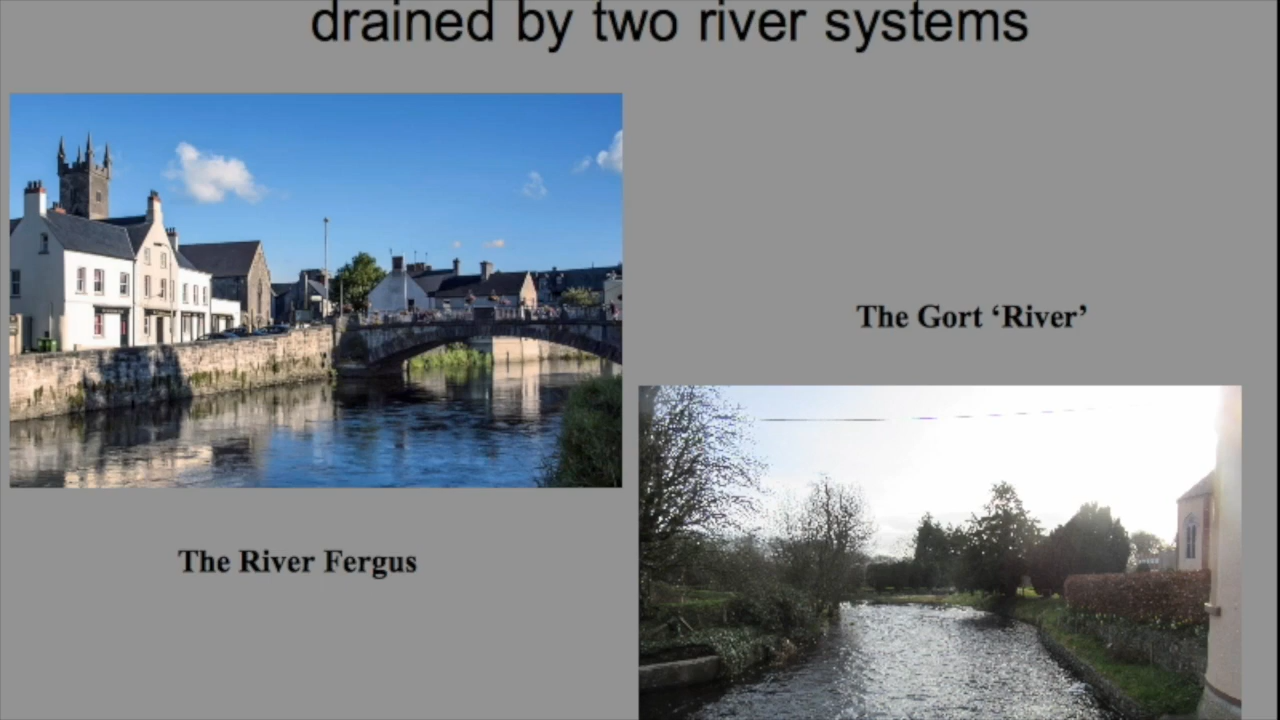 drained by two river systems
The Gort ‘River’
The River Fergus